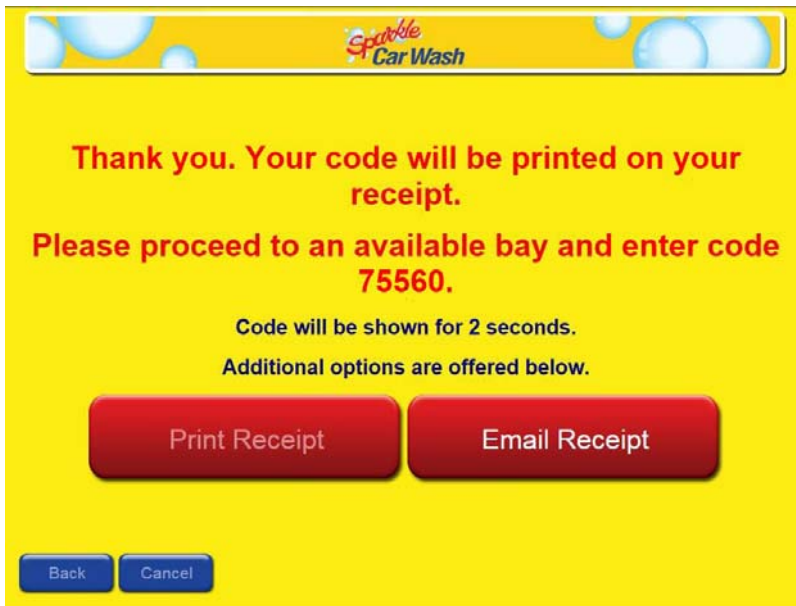 Sparkle
Car Wash
Thank you. Your code will be printed on your
receipt.
Please proceed to an available bay and enter code
75560.
Code will be shown for 2 seconds.
Additional options are offered below.
Print Receipt
Email Receipt
Back
Cancel